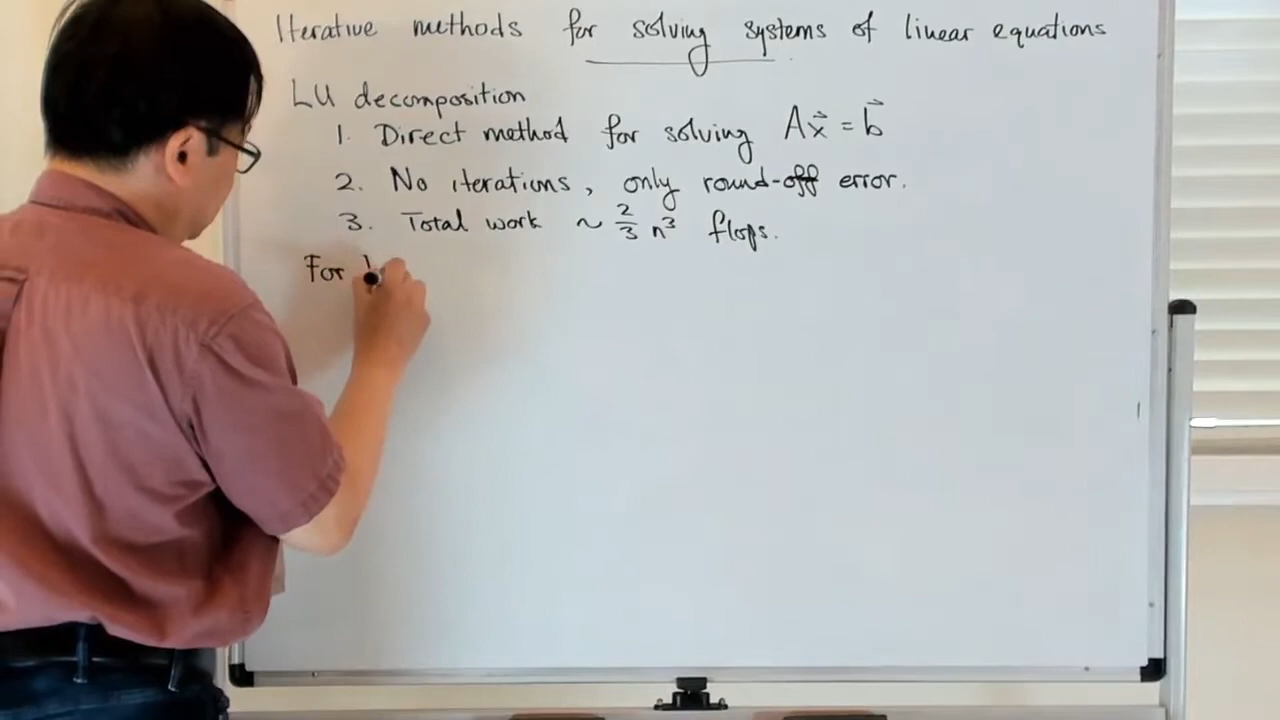 Iterative methods for solving systems of linear equations
LU decomposition
1. Direct method for solving Ax⃗ = b⃗
2. No iterations, only round-off error.
3. Total work ~ 2/3 n³ flops.
For